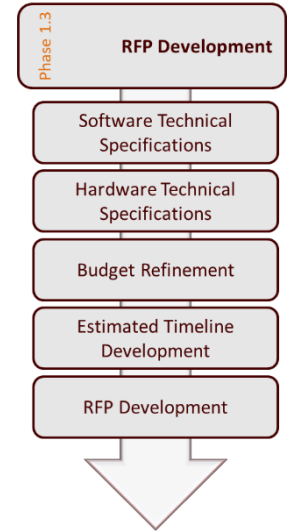 Phase 1.3
RFP Development
Software Technical
Specifications
Hardware Technical
Specifications
Budget Refinement
Estimated Timeline
Development
RFP Development